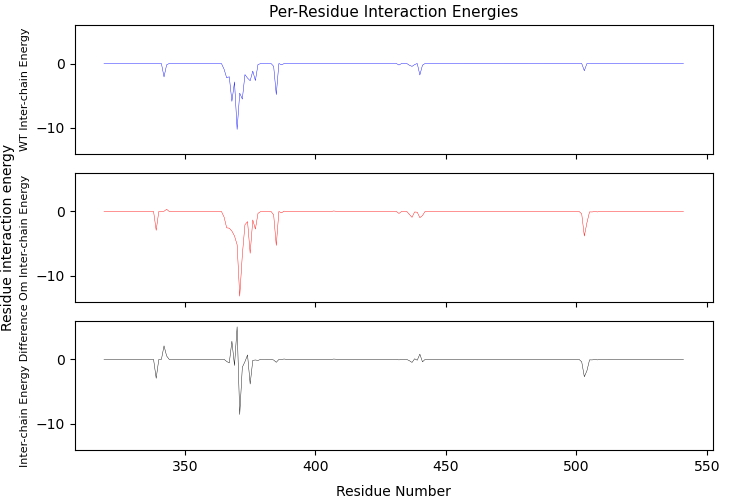 Per-Residue Interaction Energies
Residue interaction energy
WT Inter-chain Energy
0
−10
Om Inter-chain Energy
0
−10
Inter-chain Energy Difference
0
−10
350
400
450
500
550
Residue Number